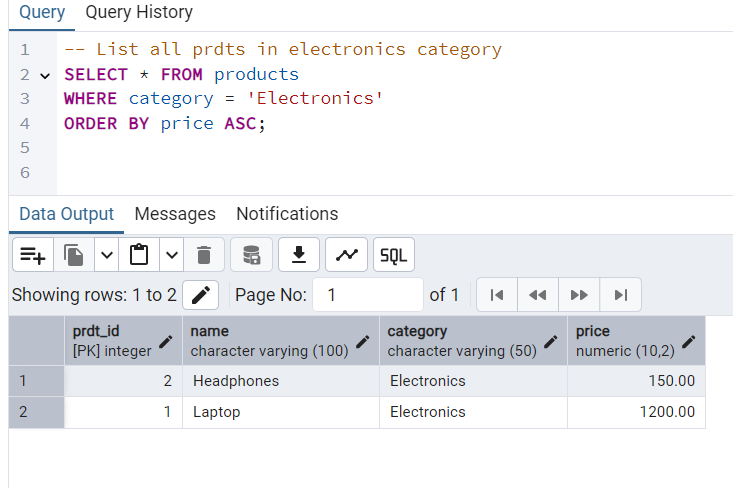 Query Query History
1 -- List all prdts in electronics category
2 SELECT * FROM products
3 WHERE category = 'Electronics'
4 ORDER BY price ASC;
5
6
Data Output Messages Notifications
SQL
Showing rows: 1 to 2 Page No: 1 of 1
prdt_id name category price
[PK] integer character varying (100) character varying (50) numeric (10,2)
1 2 Headphones Electronics 150.00
2 1 Laptop Electronics 1200.00